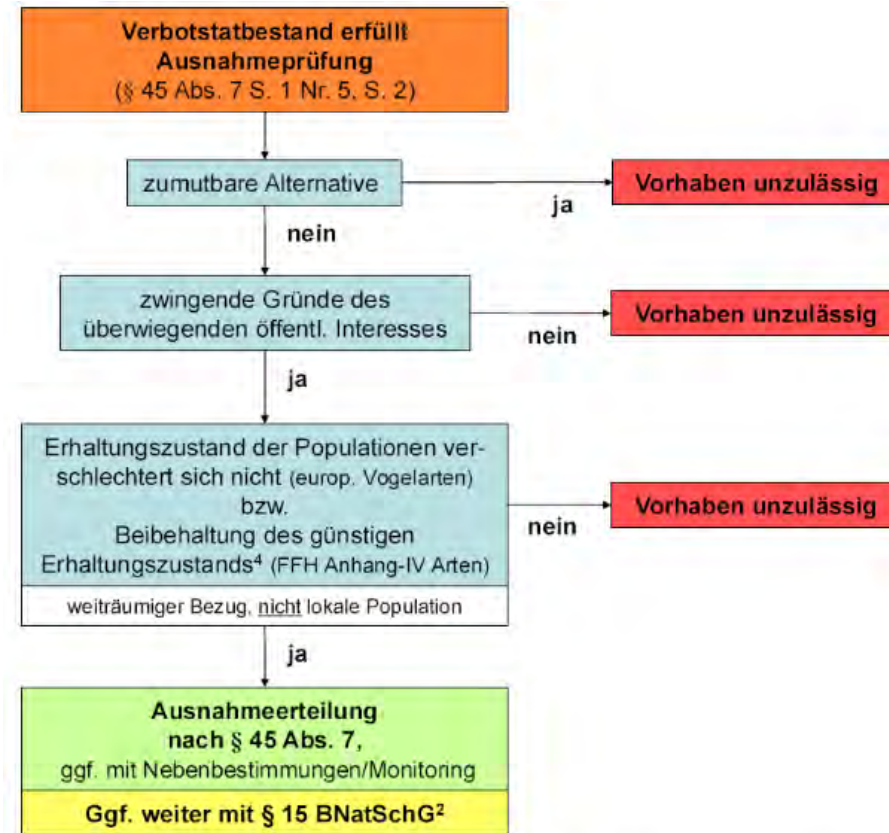 Verbotstatbestand erfüllt
Ausnahmeprüfung
(§ 45 Abs. 7 S. 1 Nr. 5, S. 2)
zumutbare Alternative
Vorhaben unzulässig
ja
nein
zwingende Gründe des
überwiegenden öffentl. Interesses
Vorhaben unzulässig
nein
ja
Erhaltungszustand der Populationen ver-
schlechtert sich nicht (europ. Vogelarten)
bzw.
Beibehaltung des günstigen
Erhaltungszustands⁴ (FFH Anhang-IV Arten)
Vorhaben unzulässig
nein
weiträumiger Bezug, nicht lokale Population
ja
Ausnahmeerteilung
nach § 45 Abs. 7,
ggf. mit Nebenbestimmungen/Monitoring
Ggf. weiter mit § 15 BNatSchG²